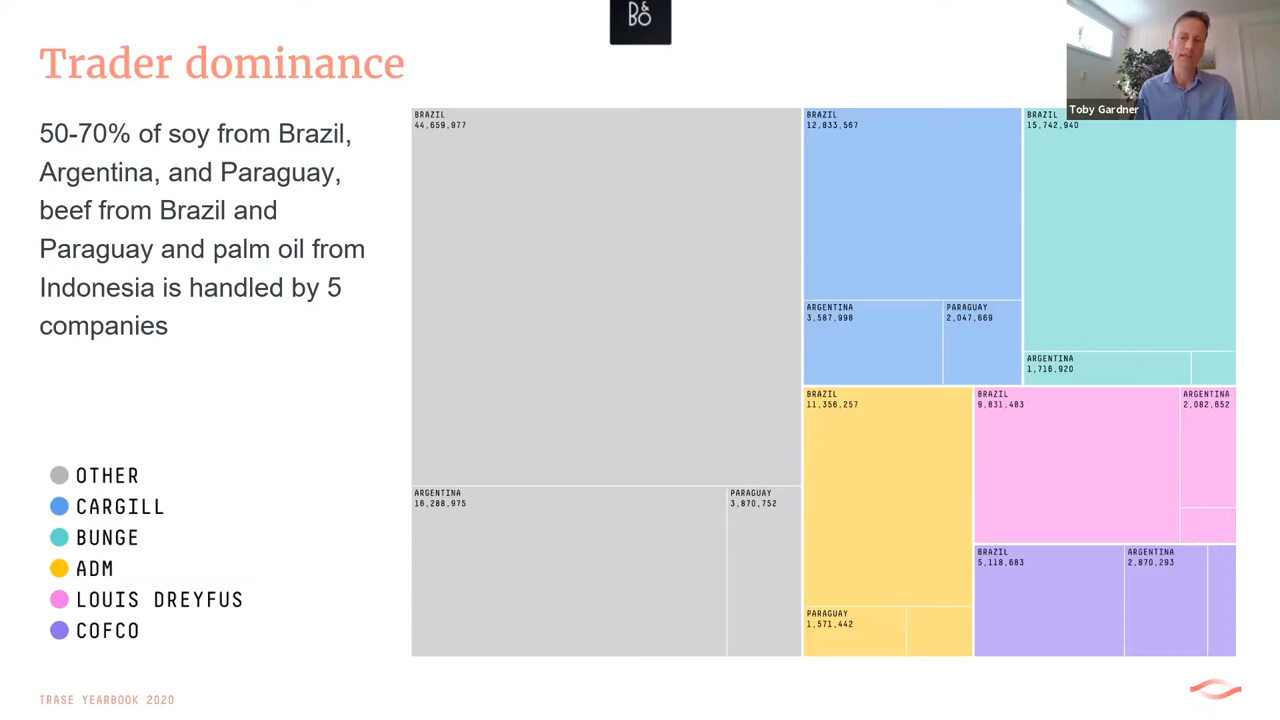 D&
BO
Trader dominance
Toby Gardner
50-70% of soy from Brazil,
Argentina, and Paraguay,
beef from Brazil and
Paraguay and palm oil from
Indonesia is handled by 5
companies
OTHER
CARGILL
BUNGE
ADM
LOUIS DREYFUS
COFCO
BRAZIL
44,659,977
ARGENTINA
16,288,975
PARAGUAY
3,870,752
BRAZIL
12,833,567
ARGENTINA
3,587,998
PARAGUAY
2,047,669
BRAZIL
15,742,940
ARGENTINA
1,716,920
BRAZIL
11,356,257
PARAGUAY
1,571,442
BRAZIL
9,831,483
ARGENTINA
2,082,652
BRAZIL
5,118,683
ARGENTINA
2,870,293
TRASE YEARBOOK 2020